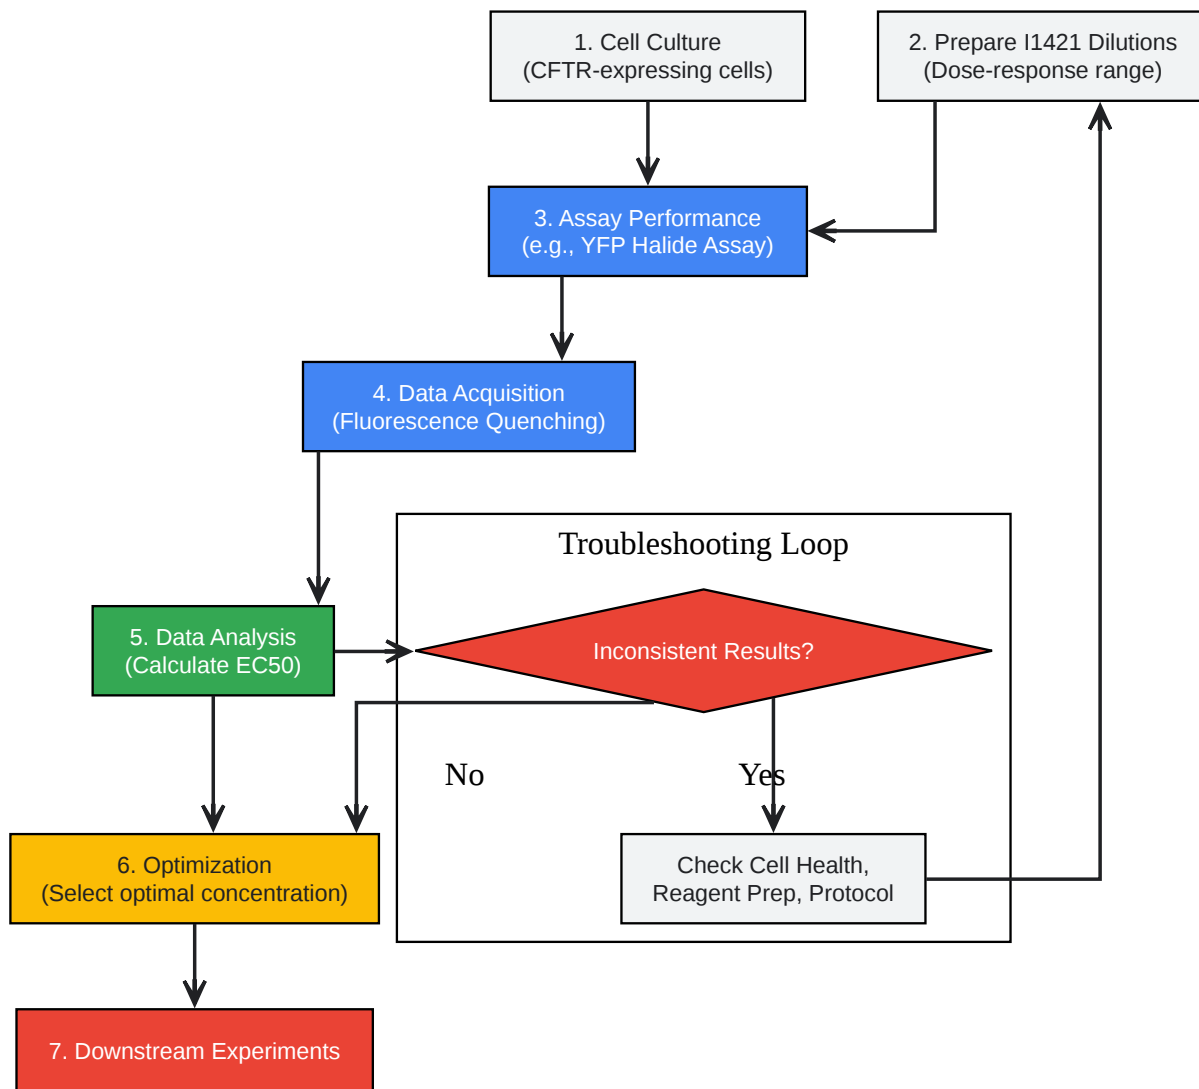 1. Cell Culture
(CFTR-expressing cells)
2. Prepare I1421 Dilutions
(Dose-response range)
3. Assay Performance
(e.g., YFP Halide Assay)
4. Data Acquisition
(Fluorescence Quenching)
Troubleshooting Loop
5. Data Analysis
(Calculate EC50)
Inconsistent Results?
No
Yes
6. Optimization
(Select optimal concentration)
Check Cell Health,
Reagent Prep, Protocol
7. Downstream Experiments